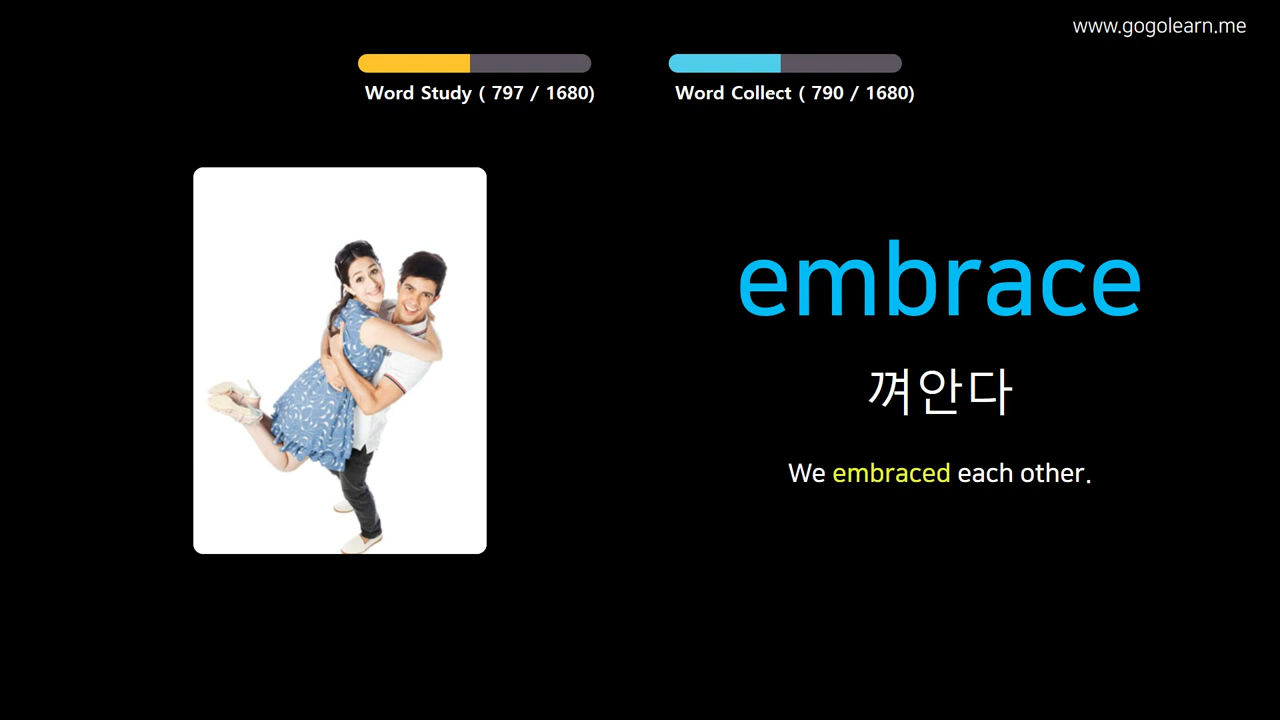 www.gogolearn.me
Word Study ( 797 / 1680)
Word Collect ( 790 / 1680)
embrace
껴안다
We embraced each other.